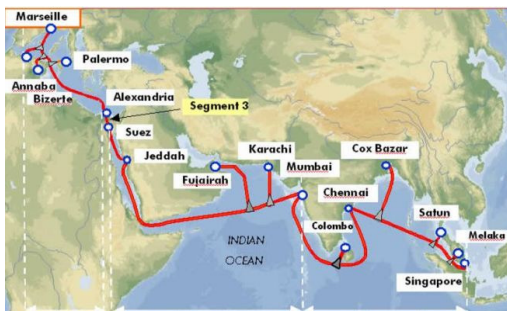 Marseille
Palermo
Annaba
Bizerte
Alexandria
Segment 3
Suez
Jeddah
Fujairah
Karachi
Mumbai
Cox Bazar
Chennai
Colombo
Satun
Melaka
Singapore
INDIAN
OCEAN